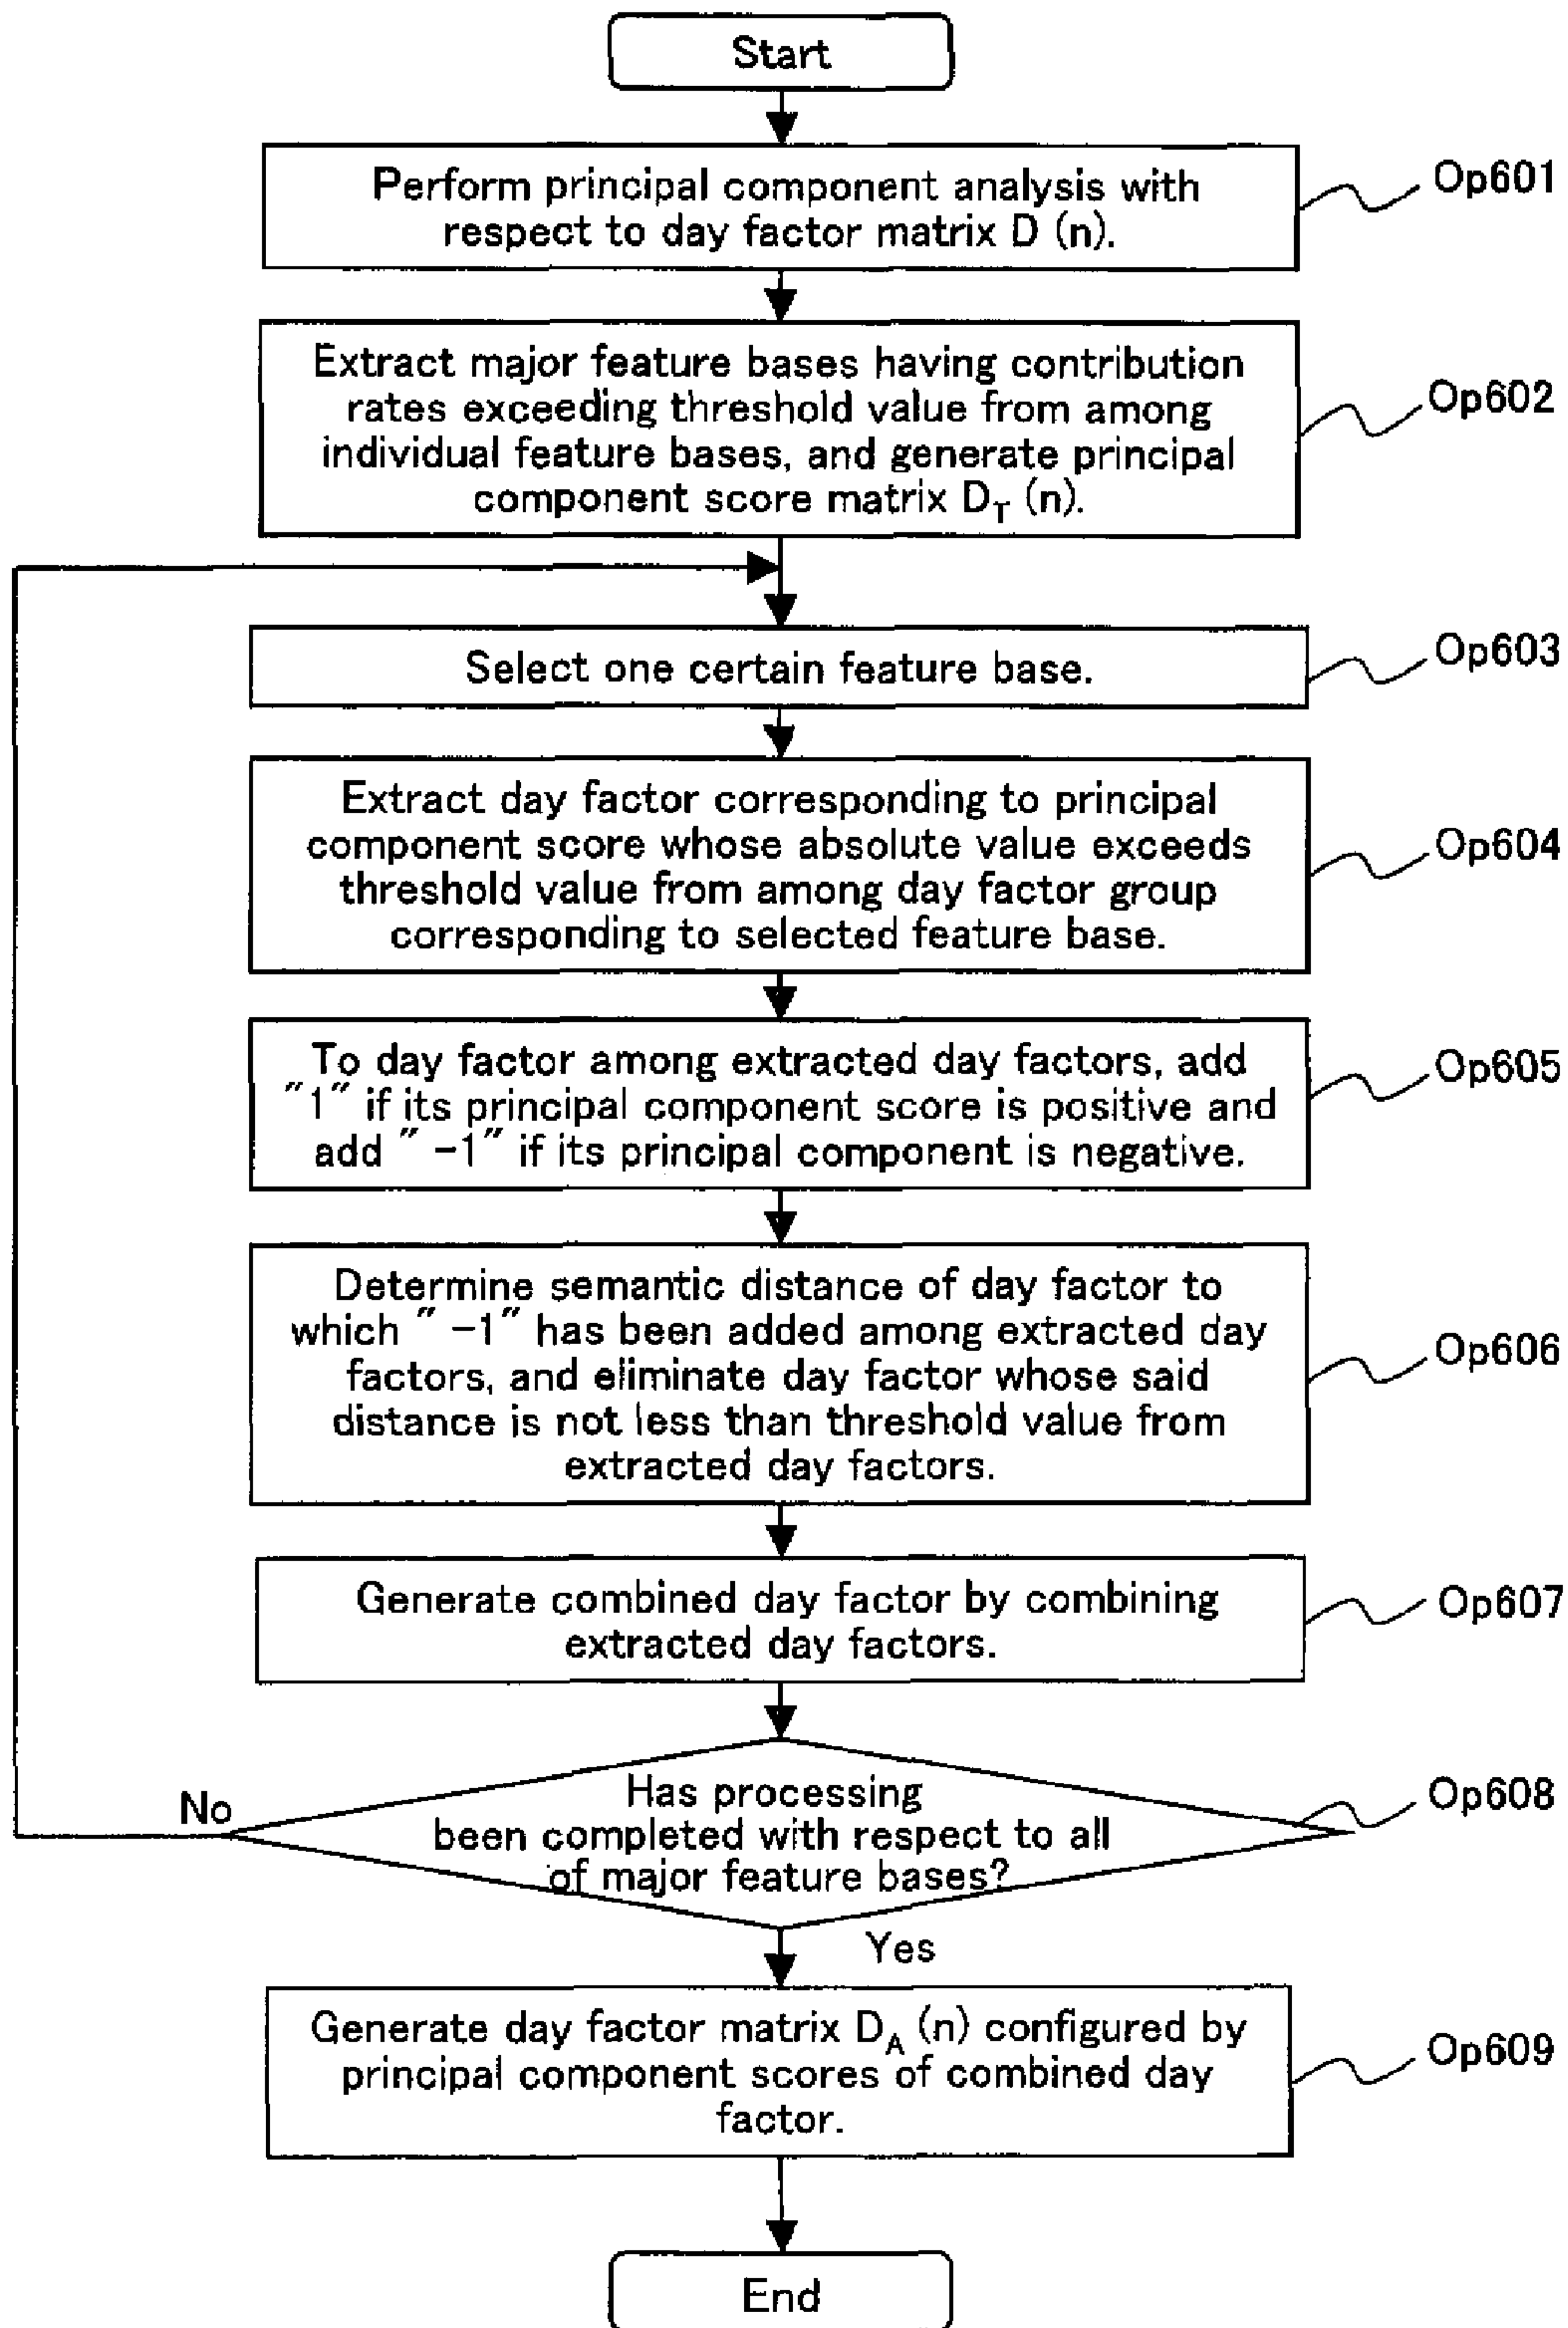 Start
Perform principal component analysis with
respect to day factor matrix D (n).
Op601
Extract major feature bases having contribution
rates exceeding threshold value from among
individual feature bases, and generate principal
component score matrix D_T (n).
Op602
Select one certain feature base.
Op603
Extract day factor corresponding to principal
component score whose absolute value exceeds
threshold value from among day factor group
corresponding to selected feature base.
Op604
To day factor among extracted day factors, add
"1" if its principal component score is positive and
add " -1" if its principal component is negative.
Op605
Determine semantic distance of day factor to
which " -1" has been added among extracted day
factors, and eliminate day factor whose said
distance is not less than threshold value from
extracted day factors.
Op606
Generate combined day factor by combining
extracted day factors.
Op607
Has processing
been completed with respect to all
of major feature bases?
Op608
No
Yes
Generate day factor matrix D_A (n) configured by
principal component scores of combined day
factor.
Op609
End